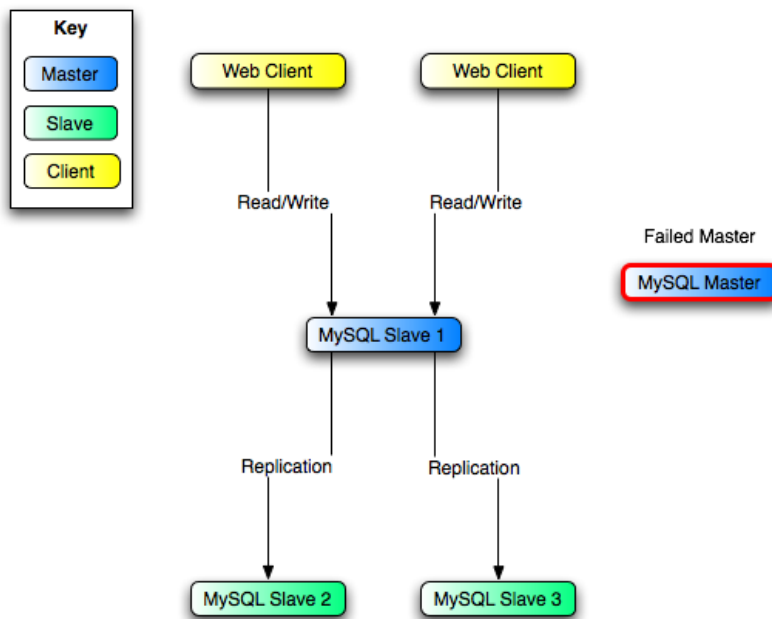 Key
Master
Slave
Client
Web Client
Web Client
Read/Write
Read/Write
Failed Master
MySQL Master
MySQL Slave 1
Replication
Replication
MySQL Slave 2
MySQL Slave 3